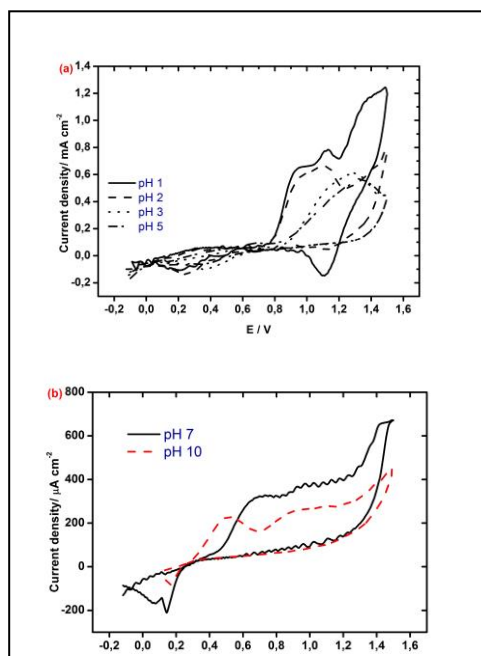 (a)
1,4
1,2
1,0
0,8
0,6
0,4
0,2
0,0
-0,2
Current density/ mA cm-2
pH 1
pH 2
pH 3
pH 5
-0,2 0,0 0,2 0,4 0,6 0,8 1,0 1,2 1,4 1,6
E / V
(b)
800
600
400
200
0
-200
Current density/ µA cm-2
pH 7
pH 10
-0,2 0,0 0,2 0,4 0,6 0,8 1,0 1,2 1,4 1,6